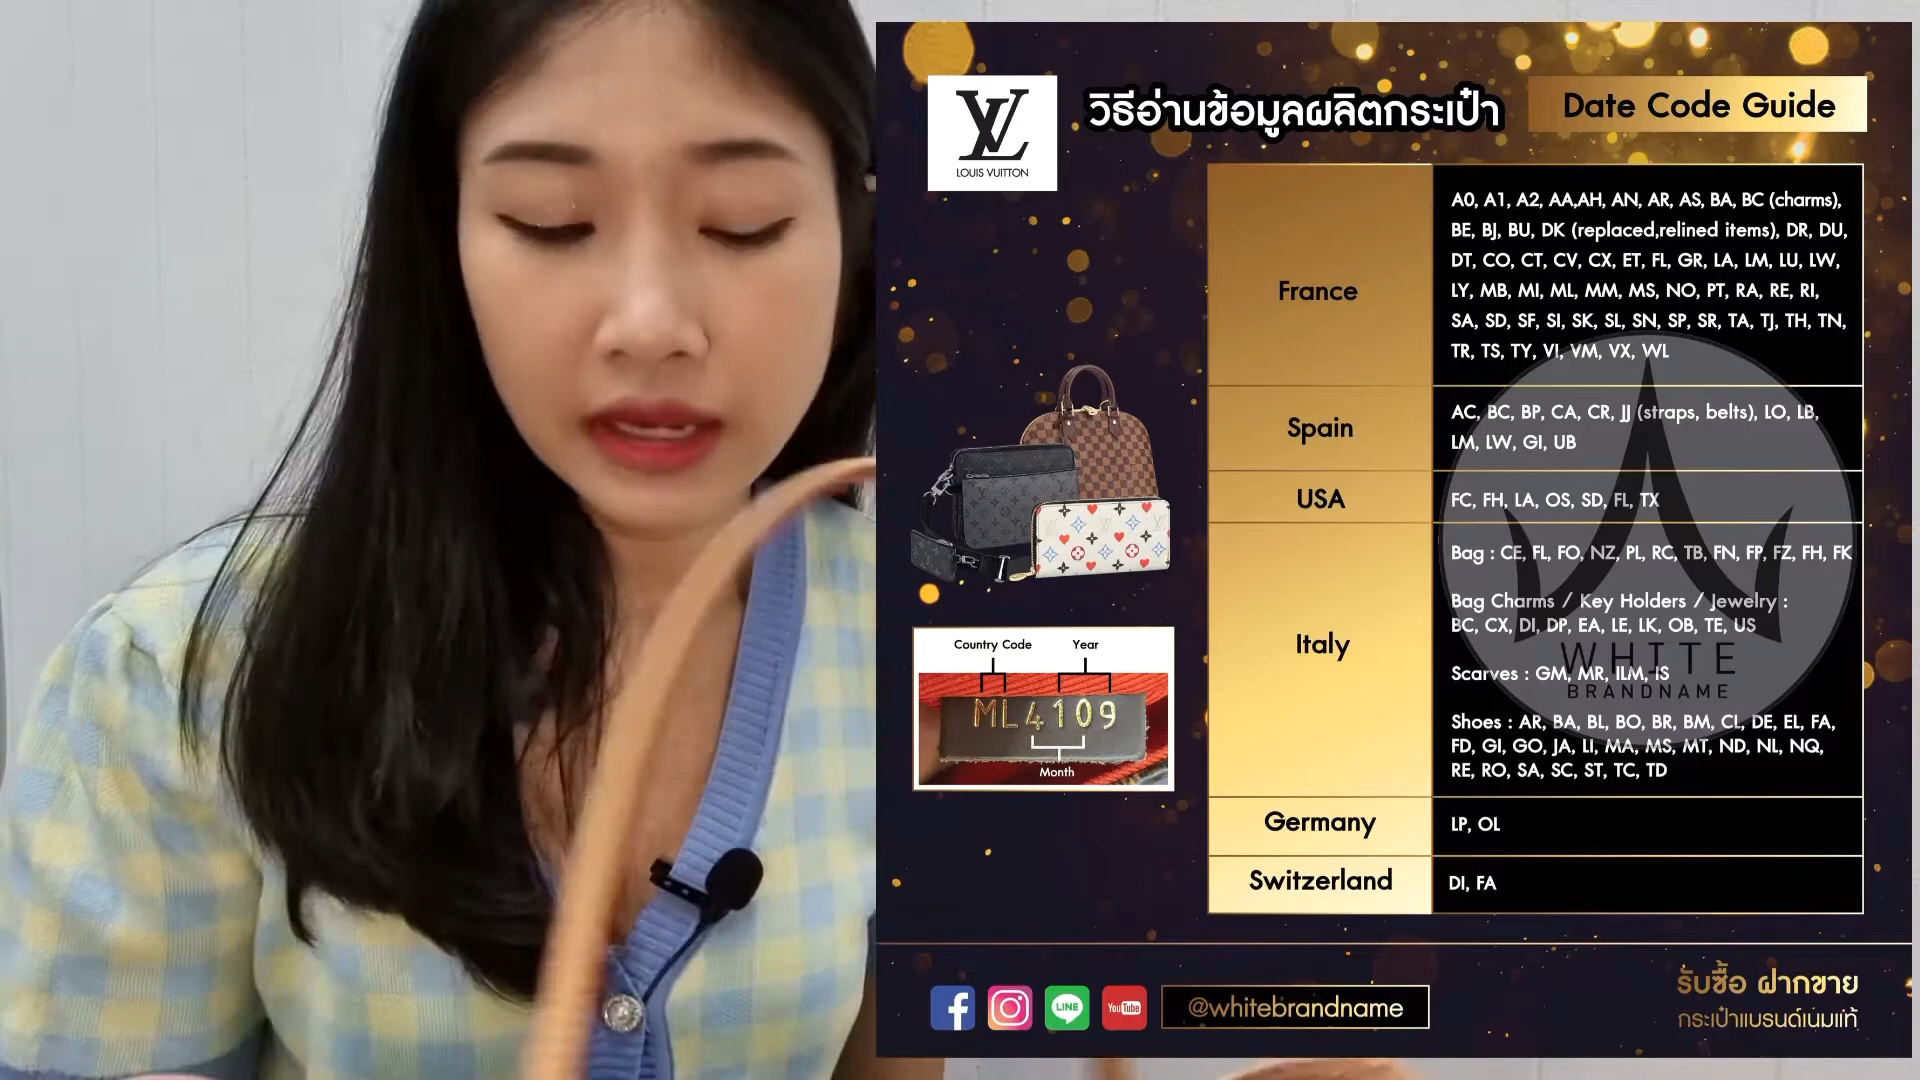 LOUIS VUITTON
วิธีอ่านข้อมูลผลิตกระเป๋า
Date Code Guide
France
A0, A1, A2, AA,AH, AN, AR, AS, BA, BC (charms),
BE, BJ, BU, DK (replaced,relined items), DR, DU,
DT, CO, CT, CV, CX, ET, FL, GR, LA, LM, LU, LW,
LY, MB, MI, ML, MM, MS, NO, PT, RA, RE, RI,
SA, SD, SF, SI, SK, SL, SN, SP, SR, TA, TJ, TH, TN,
TR, TS, TY, VI, VM, VX, WL
Spain
AC, BC, BP, CA, CR, JJ (straps, belts), LO, LB,
LM, LW, GI, UB
USA
FC, FH, LA, OS, SD, FL, TX
Italy
Bag : CE, FL, FO, NZ, PL, RC, TB, FN, FP, FZ, FH, FK
Bag Charms / Key Holders / Jewelry :
BC, CX, DI, DP, EA, LE, LK, OB, TE, US
Scarves : GM, MR, ILM, IS
Shoes : AR, BA, BL, BO, BR, BM, CI, DE, EL, FA,
FD, GI, GO, JA, LI, MA, MS, MT, ND, NL, NQ,
RE, RO, SA, SC, ST, TC, TD
Germany
LP, OL
Switzerland
DI, FA
WHITE
BRANDNAME
Country Code
Year
ML4109
Month
LINE
YouTube
@whitebrandname
รับซื้อ ฝากขาย
กระเป๋าแบรนด์เนมแท้